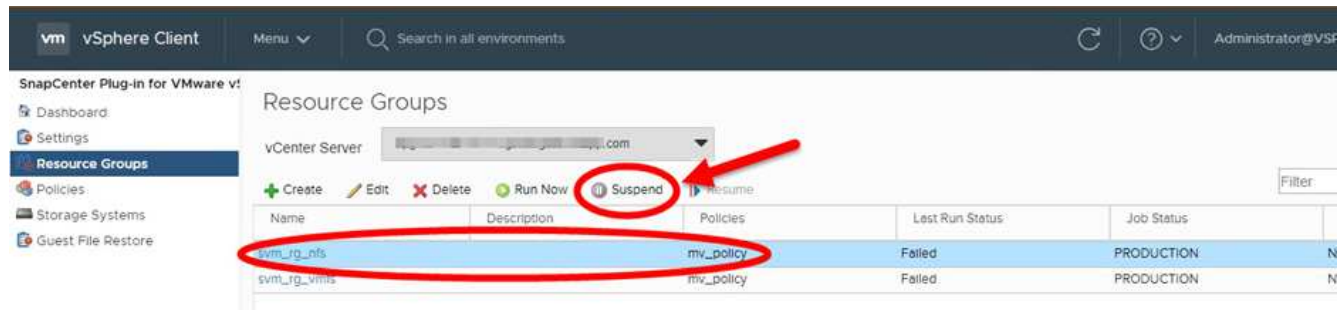 vm vSphere Client Menu Search in all environments Administrator@VSP
SnapCenter Plug-in for VMware vS
Dashboard
Settings
Resource Groups
Policies
Storage Systems
Guest File Restore
Resource Groups
vCenter Server .com
Create Edit Delete Run Now Suspend Resume
Filter
Name Description Policies Last Run Status Job Status
svm_rg_nfs mv_policy Failed PRODUCTION N
svm_rg_vmfs mv_policy Failed PRODUCTION N